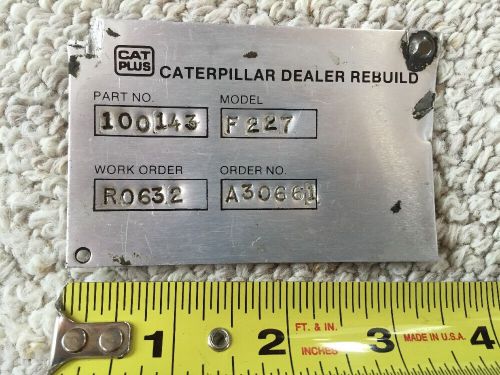 CAT PLUS
CATERPILLAR DEALER REBUILD
PART NO. MODEL
100143 F227
WORK ORDER ORDER NO.
R0632 A30661
1 2 FT. & IN. INCHES 3 MADE IN U.S.A. 4